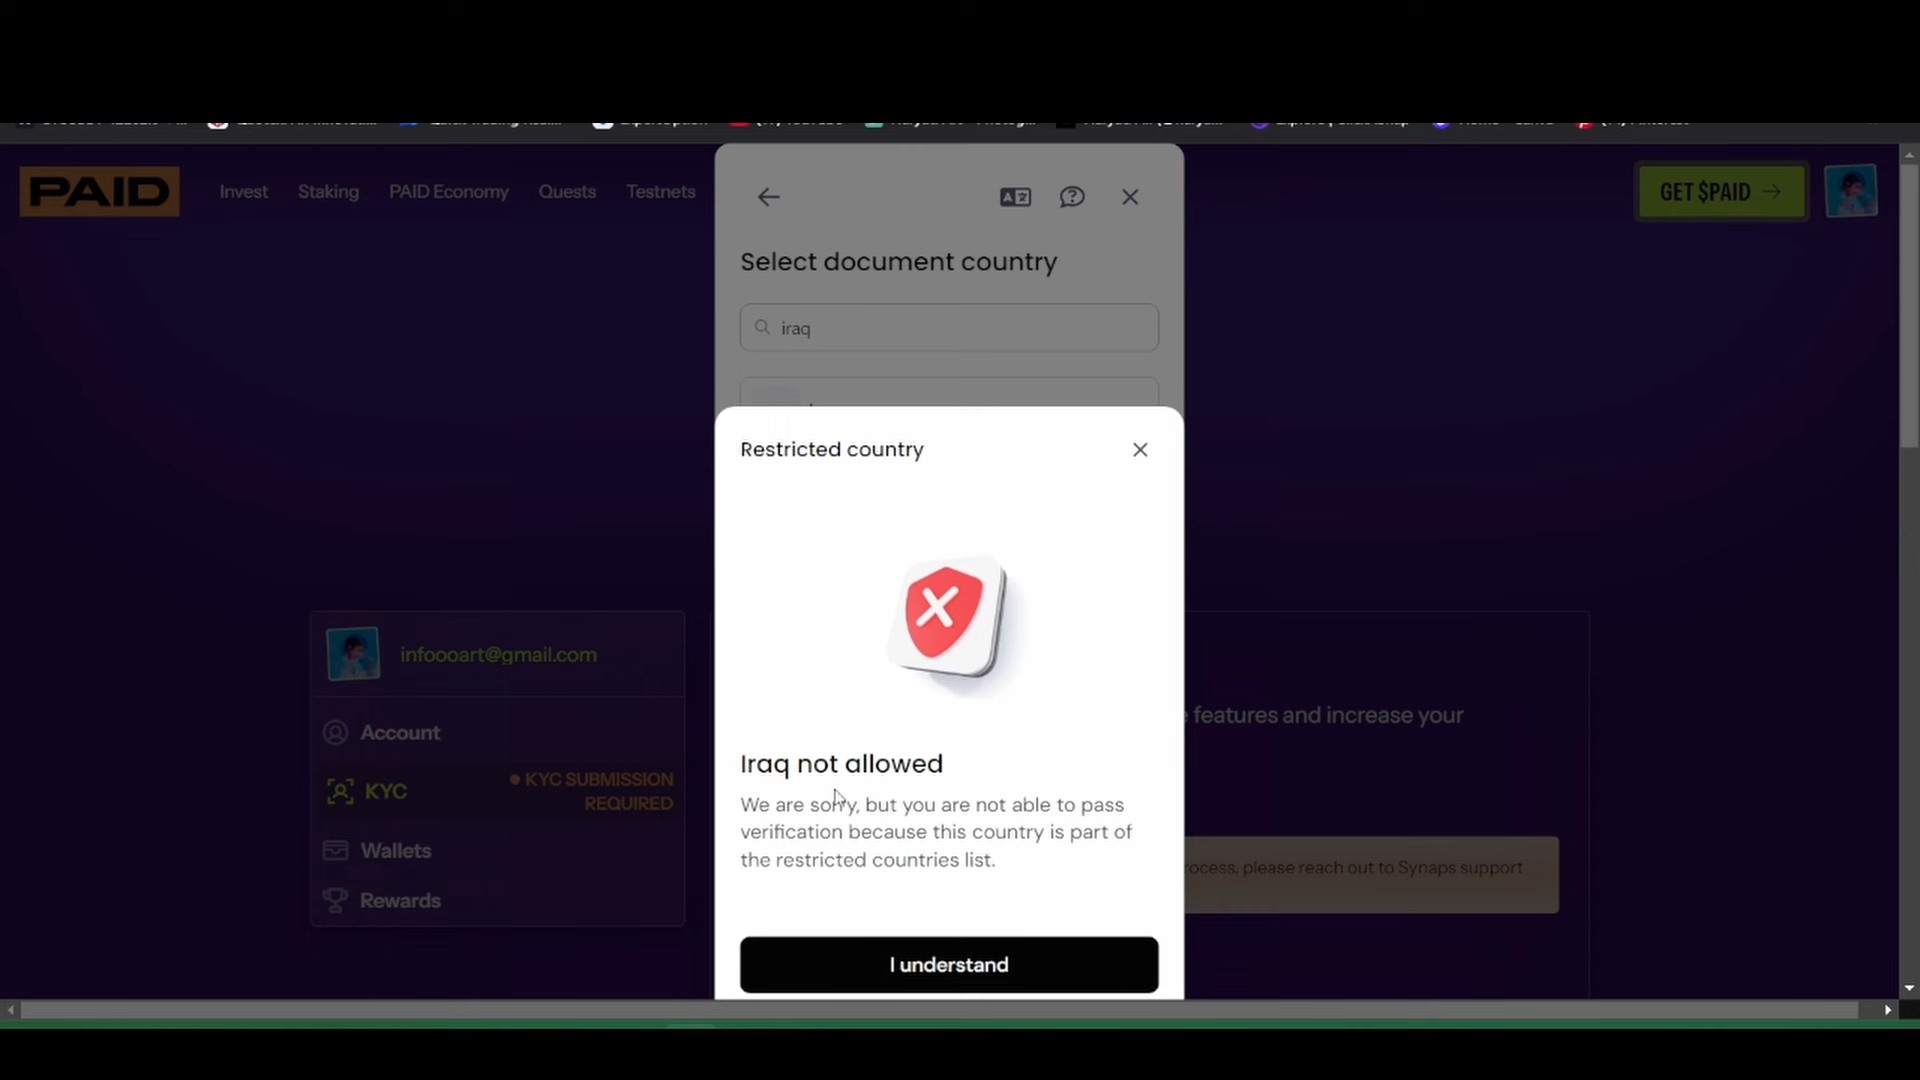 PAID
Invest
Staking
PAID Economy
Quests
Testnets
GET $PAID
Select document country
iraq
Restricted country
infoooart@gmail.com
Account
KYC
KYC SUBMISSION
REQUIRED
Wallets
Rewards
features and increase your
Iraq not allowed
We are sorry, but you are not able to pass
verification because this country is part of
the restricted countries list.
please reach out to Synaps support
I understand